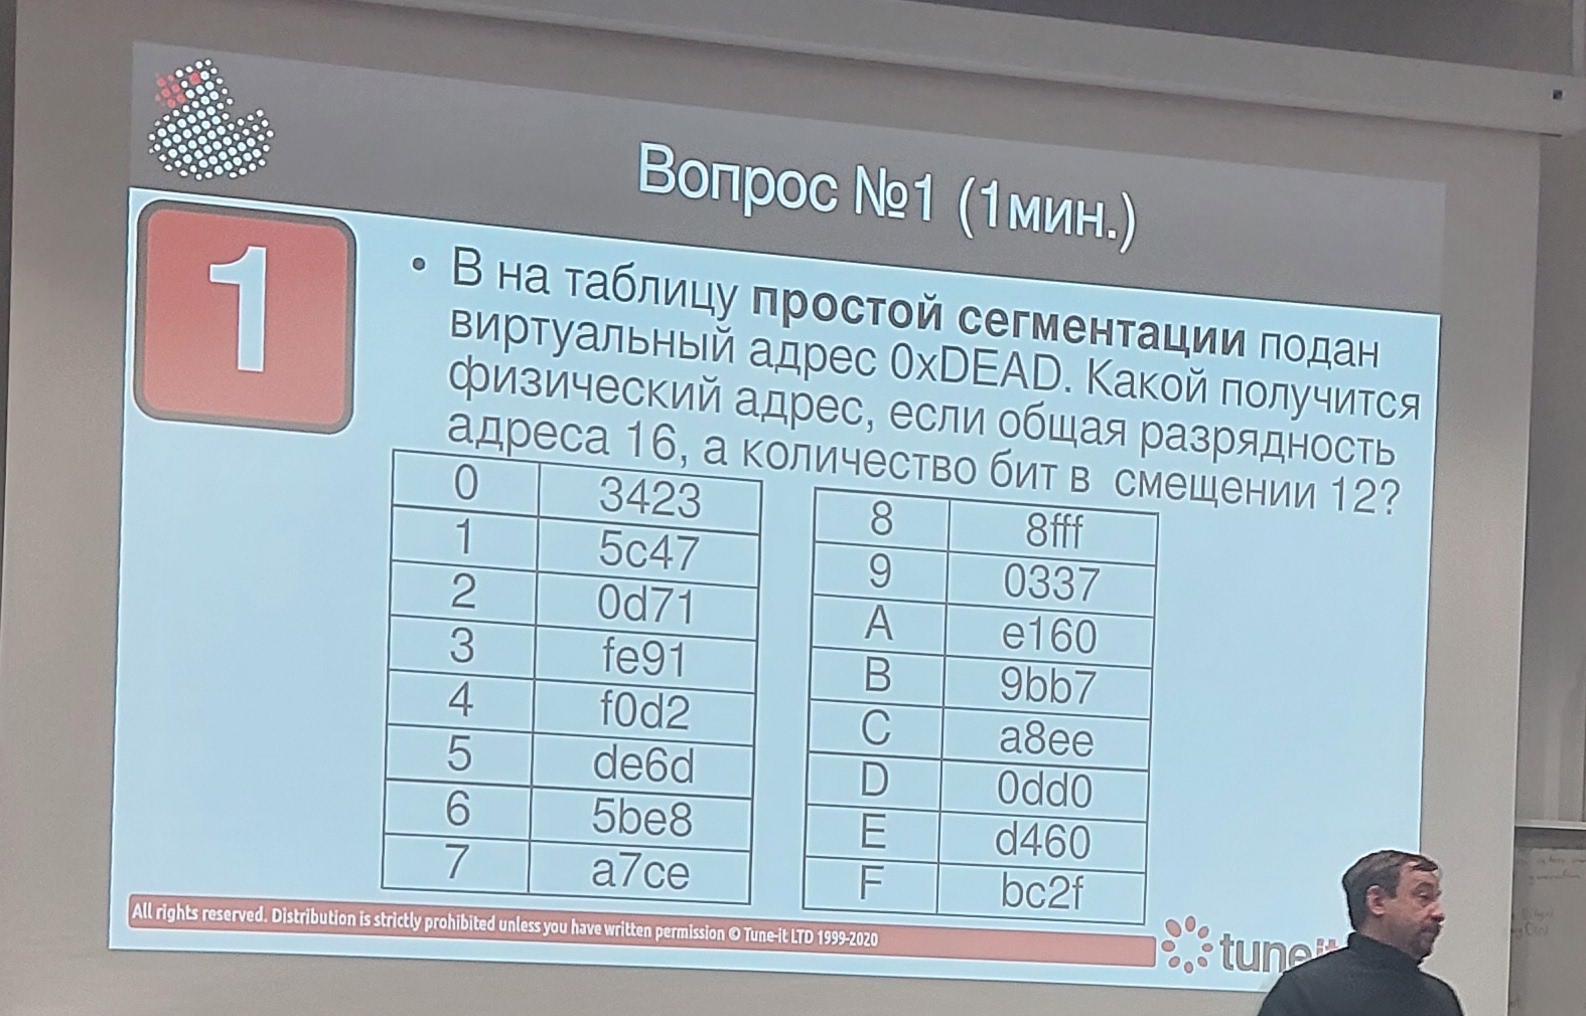 Вопрос №1 (1мин.)
1
• В на таблицу простой сегментации подан
виртуальный адрес 0xDEAD. Какой получится
физический адрес, если общая разрядность
адреса 16, а количество бит в смещении 12?
0 3423
1 5c47
2 0d71
3 fe91
4 f0d2
5 de6d
6 5be8
7 a7ce
8 8fff
9 0337
A e160
B 9bb7
C a8ee
D 0dd0
E d460
F bc2f
All rights reserved. Distribution is strictly prohibited unless you have written permission © Tune-it LTD 1999-2020
tune